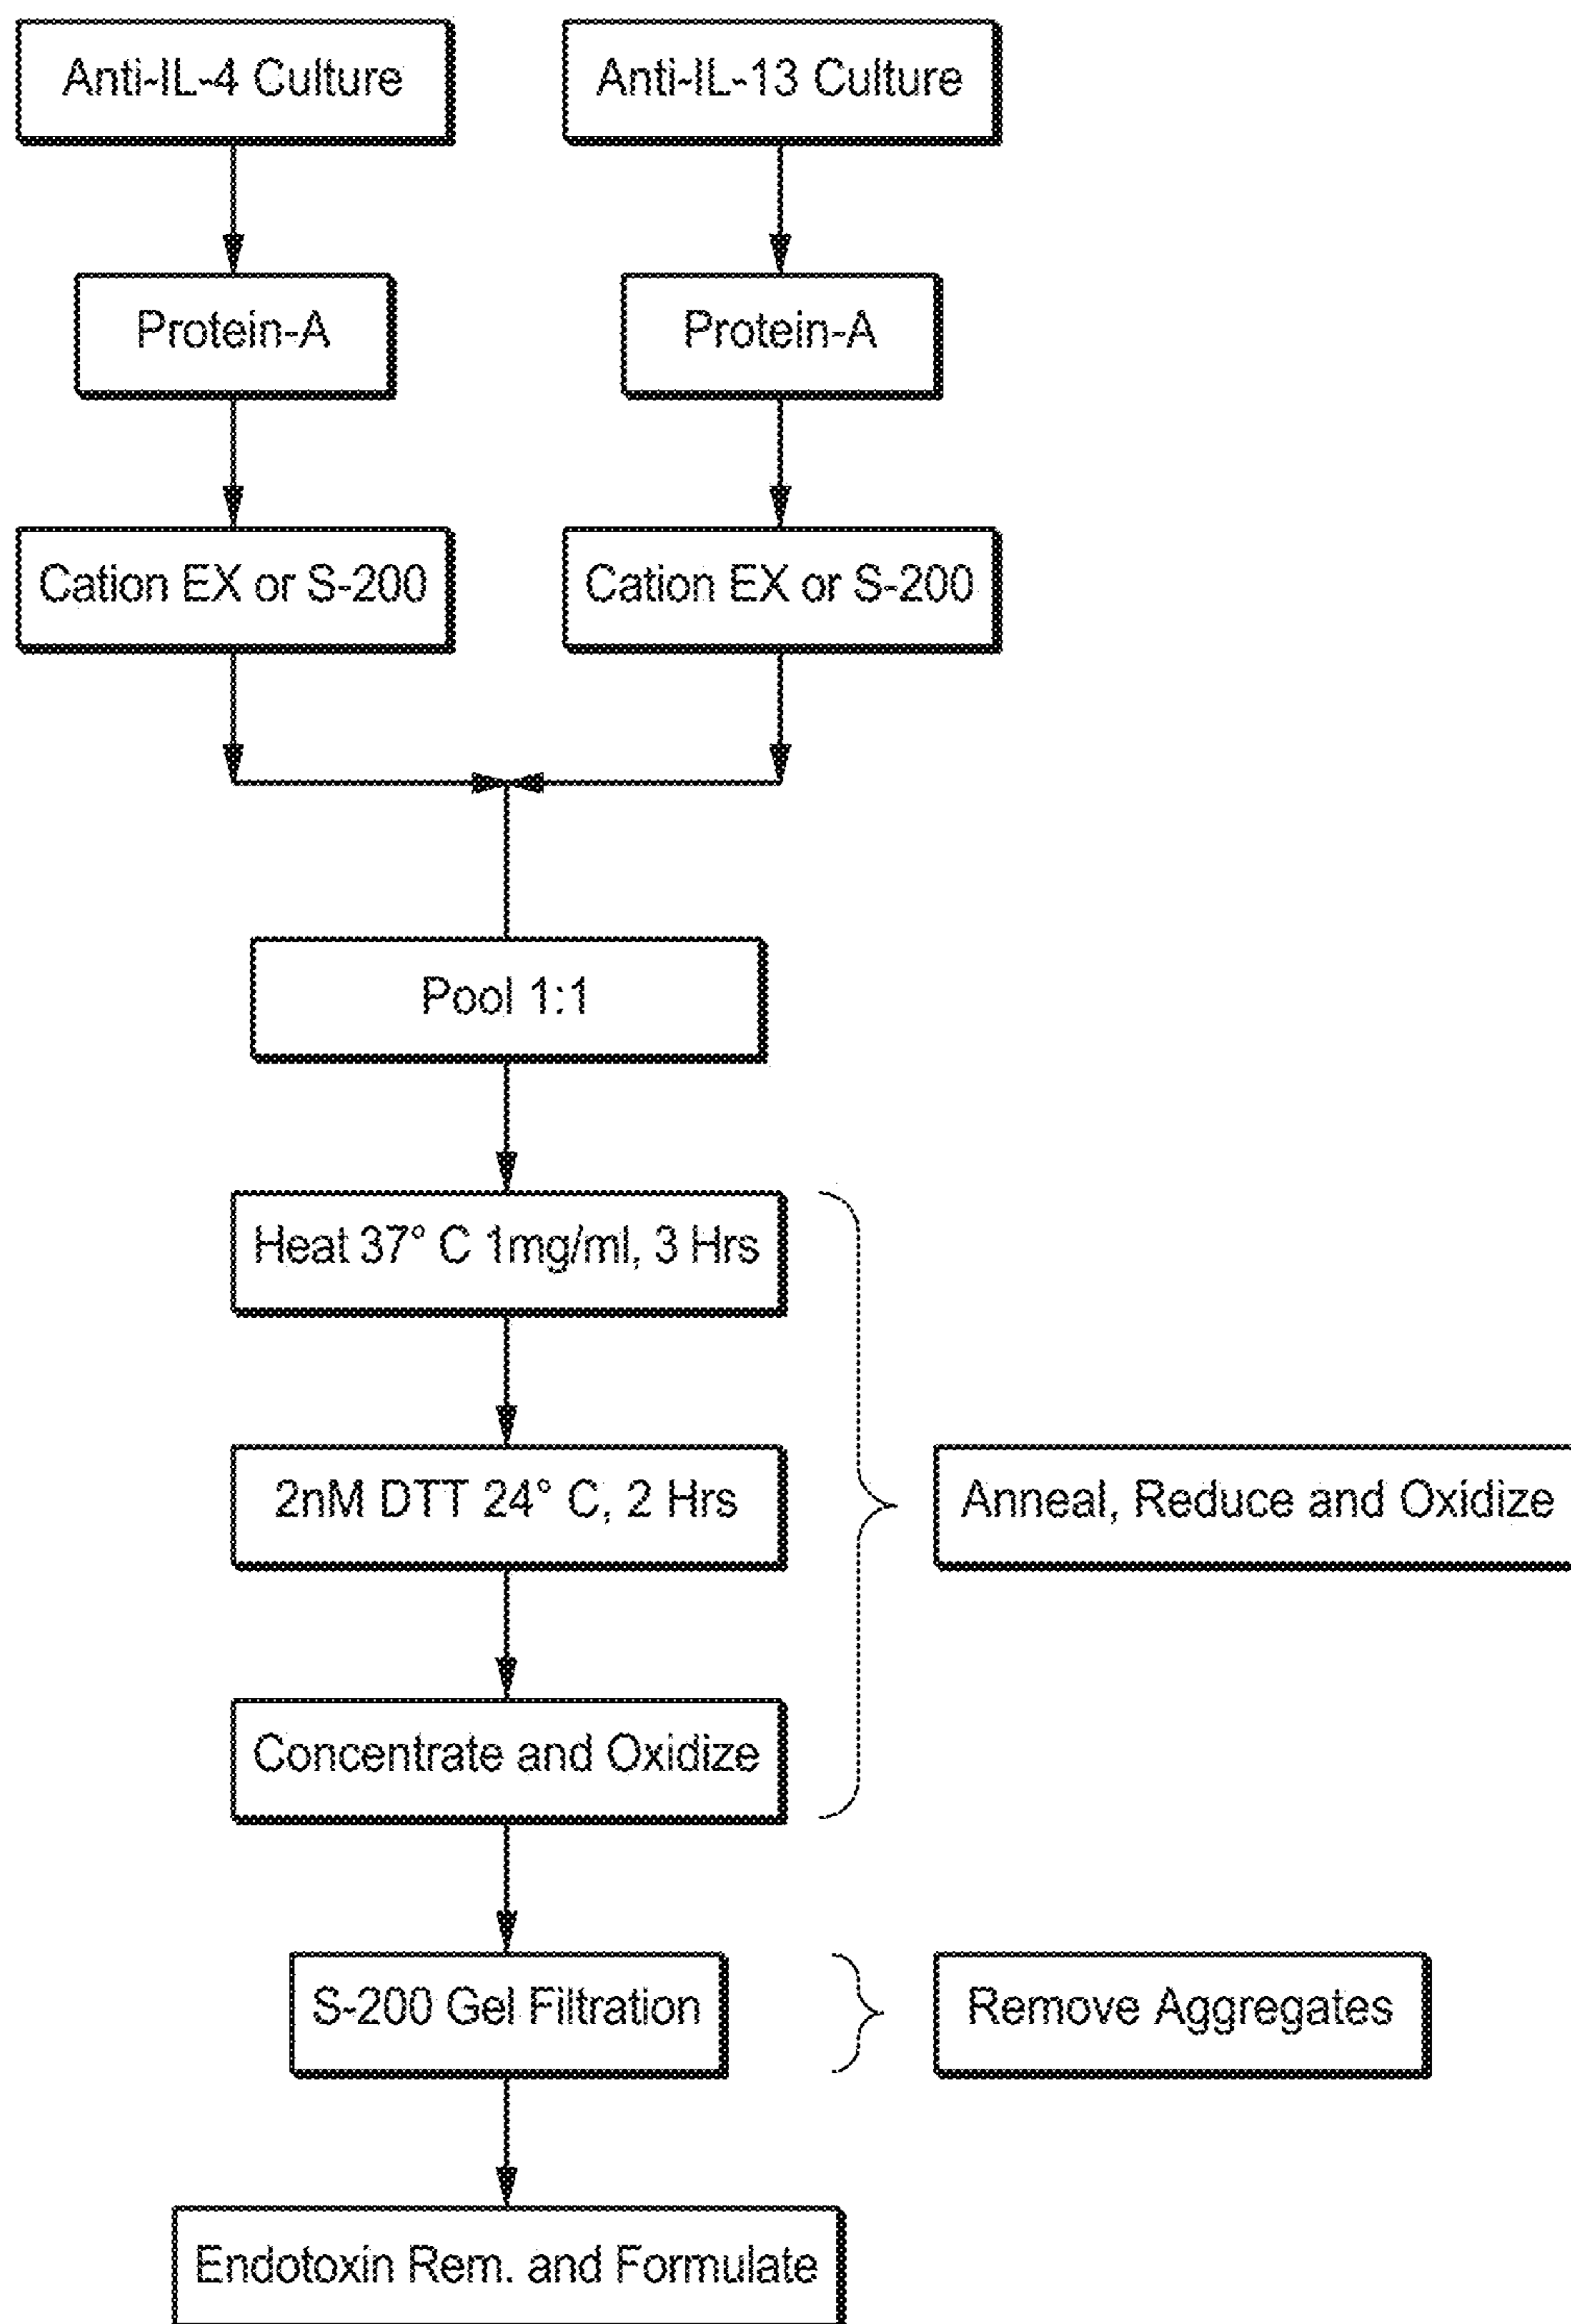 Anti-IL-4 Culture
Anti-IL-13 Culture
Protein-A
Protein-A
Cation EX or S-200
Cation EX or S-200
Pool 1:1
Heat 37° C 1mg/ml, 3 Hrs
2nM DTT 24° C, 2 Hrs
Anneal, Reduce and Oxidize
Concentrate and Oxidize
S-200 Gel Filtration
Remove Aggregates
Endotoxin Rem. and Formulate